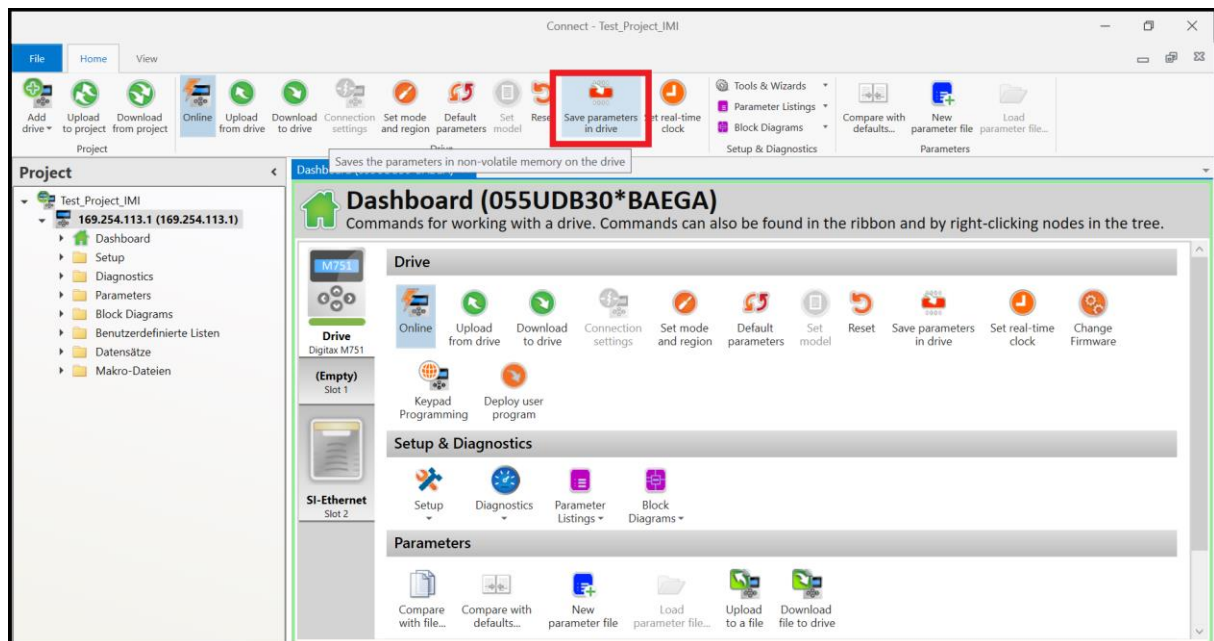 Connect - Test_Project_IMI
File Home View
Add drive
Upload to project
Download from project
Online
Upload from drive
Download to drive
Connection settings
Set mode and region
Default parameters
Set model
Save parameters in drive
real-time clock
Tools & Wizards
Parameter Listings
Block Diagrams
Compare with defaults...
New parameter file
Load parameter file...
Project
Setup & Diagnostics
Parameters
Saves the parameters in non-volatile memory on the drive
Project
Test_Project_IMI
169.254.113.1 (169.254.113.1)
Dashboard
Setup
Diagnostics
Parameters
Block Diagrams
Benutzerdefinierte Listen
Datensätze
Makro-Dateien
Dashboard (055UDB30*BAEGA)
Commands for working with a drive. Commands can also be found in the ribbon and by right-clicking nodes in the tree.
M751
Drive
Digitax M751
(Empty)
Slot 1
SI-Ethernet
Slot 2
Drive
Online
Upload from drive
Download to drive
Connection settings
Set mode and region
Default parameters
Set model
Reset
Save parameters in drive
Set real-time clock
Change Firmware
Keypad Programming
Deploy user program
Setup & Diagnostics
Setup
Diagnostics
Parameter Listings
Block Diagrams
Parameters
Compare with file...
Compare with defaults...
New parameter file
Load parameter file...
Upload to a file
Download file to drive